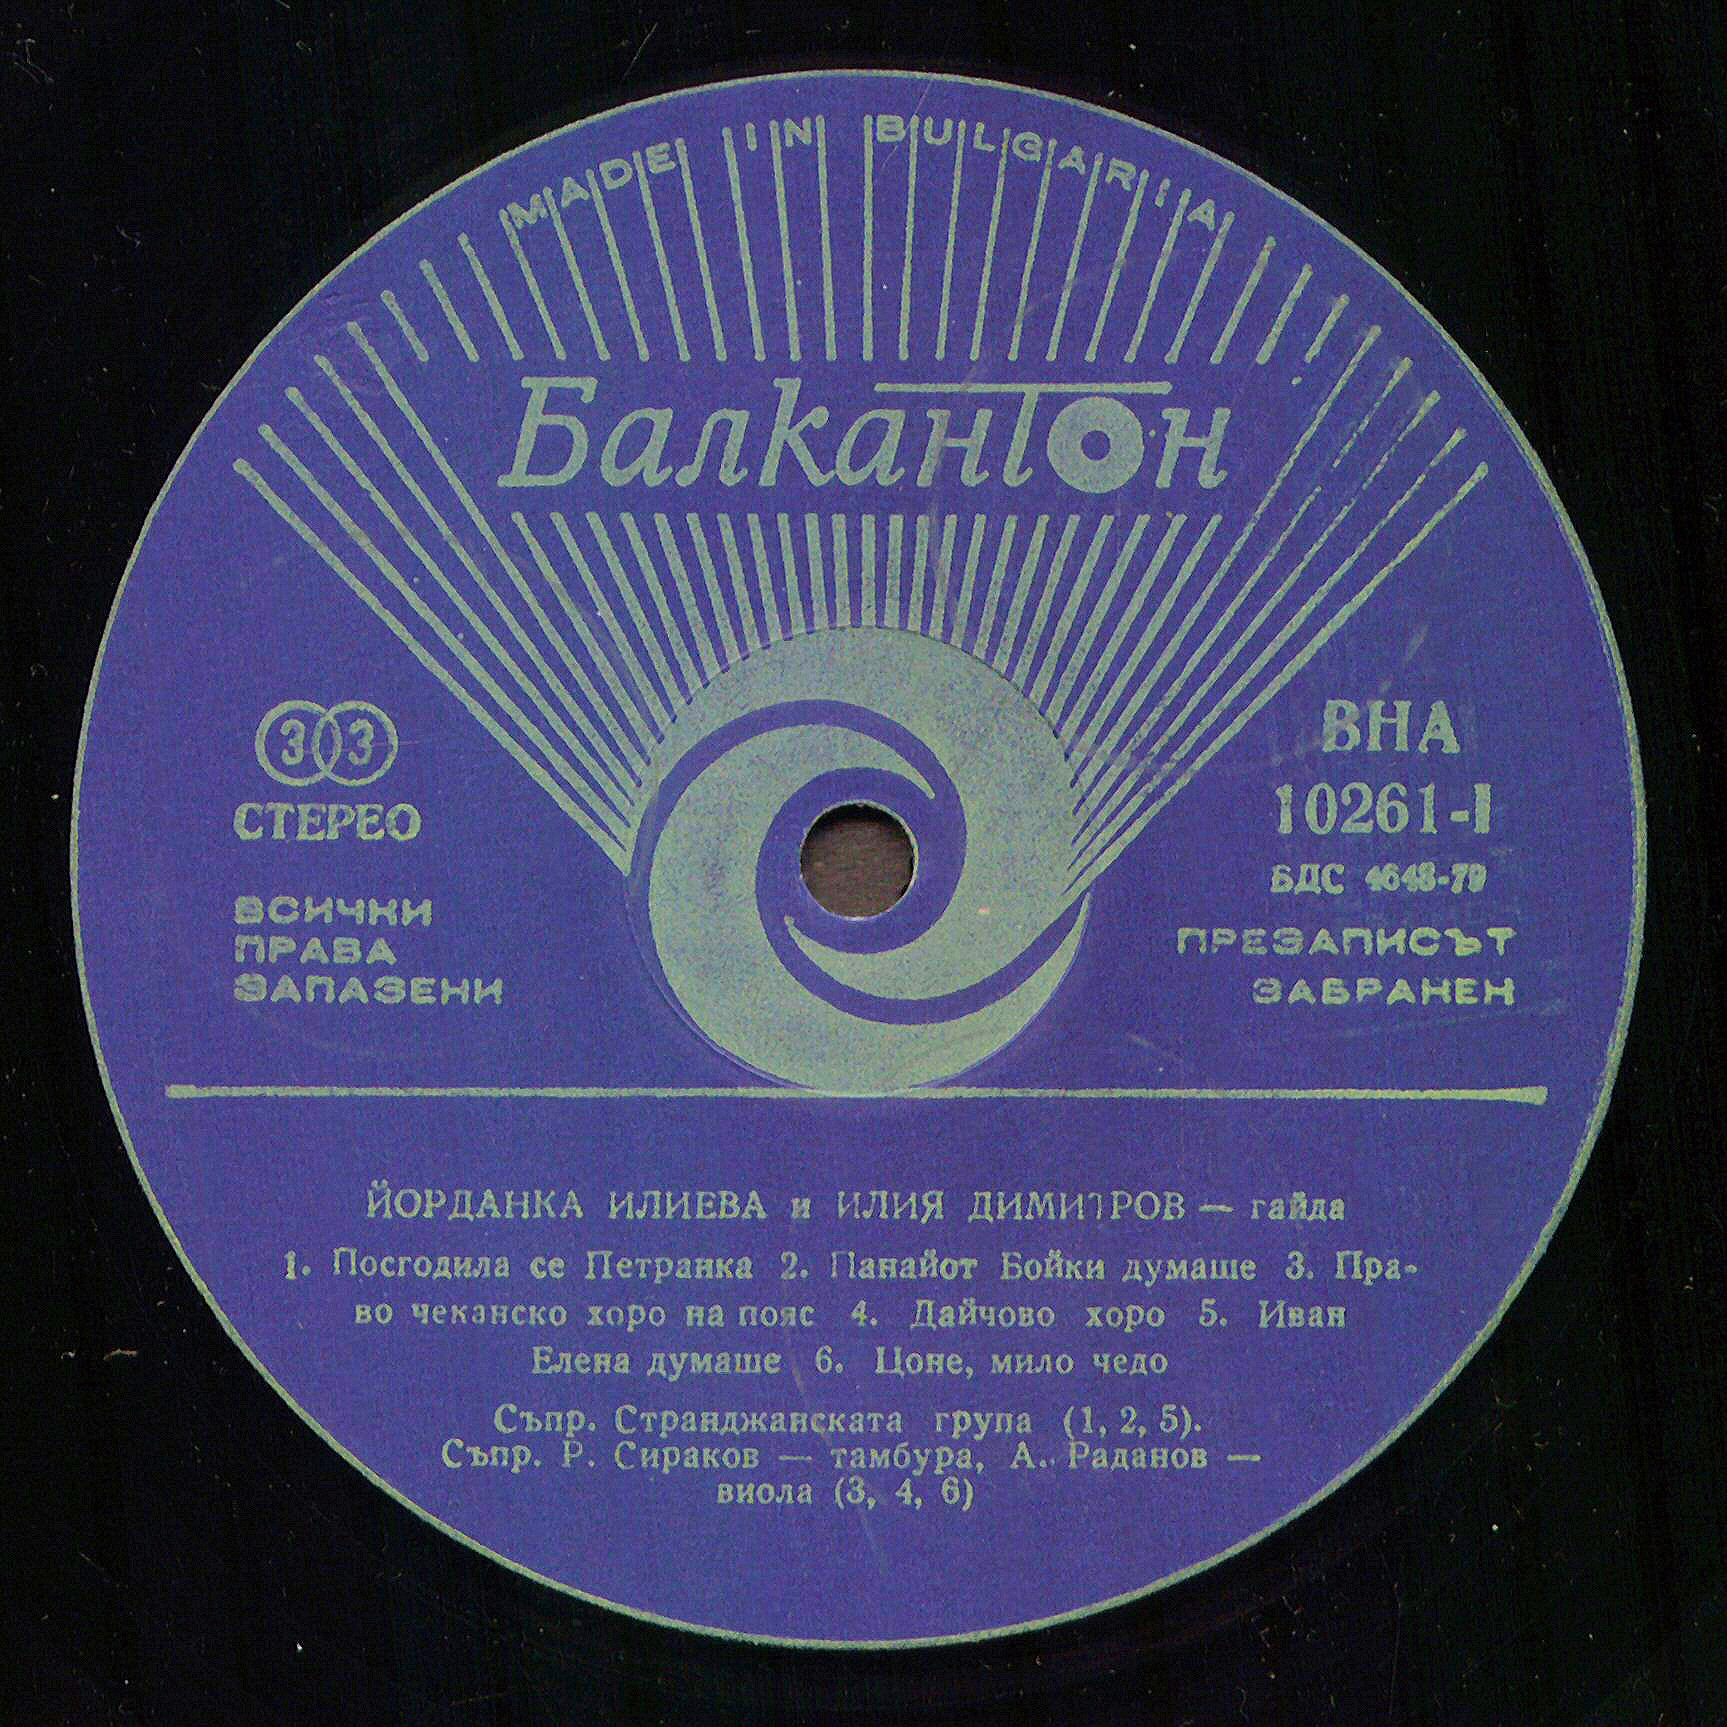 MADE IN BULGARIA
Балкантон
33
СТЕРЕО
ВСИЧКИ
ПРАВА
ЗАПАЗЕНИ
ВНА
10261-I
БДС 4648-79
ПРЕЗАПИСЪТ
ЗАБРАНЕН
ЙОРДАНКА ИЛИЕВА и ИЛИЯ ДИМИТРОВ — гайда
1. Посгодила се Петранка 2. Панайот Бойки думаше 3. Пра-
во чеканско хоро на пояс 4. Дайчово хоро 5. Иван
Елена думаше 6. Цоне, мило чедо
Съпр. Странджанската група (1, 2, 5).
Съпр. Р. Сираков — тамбура, А. Раданов —
виола (3, 4, 6)